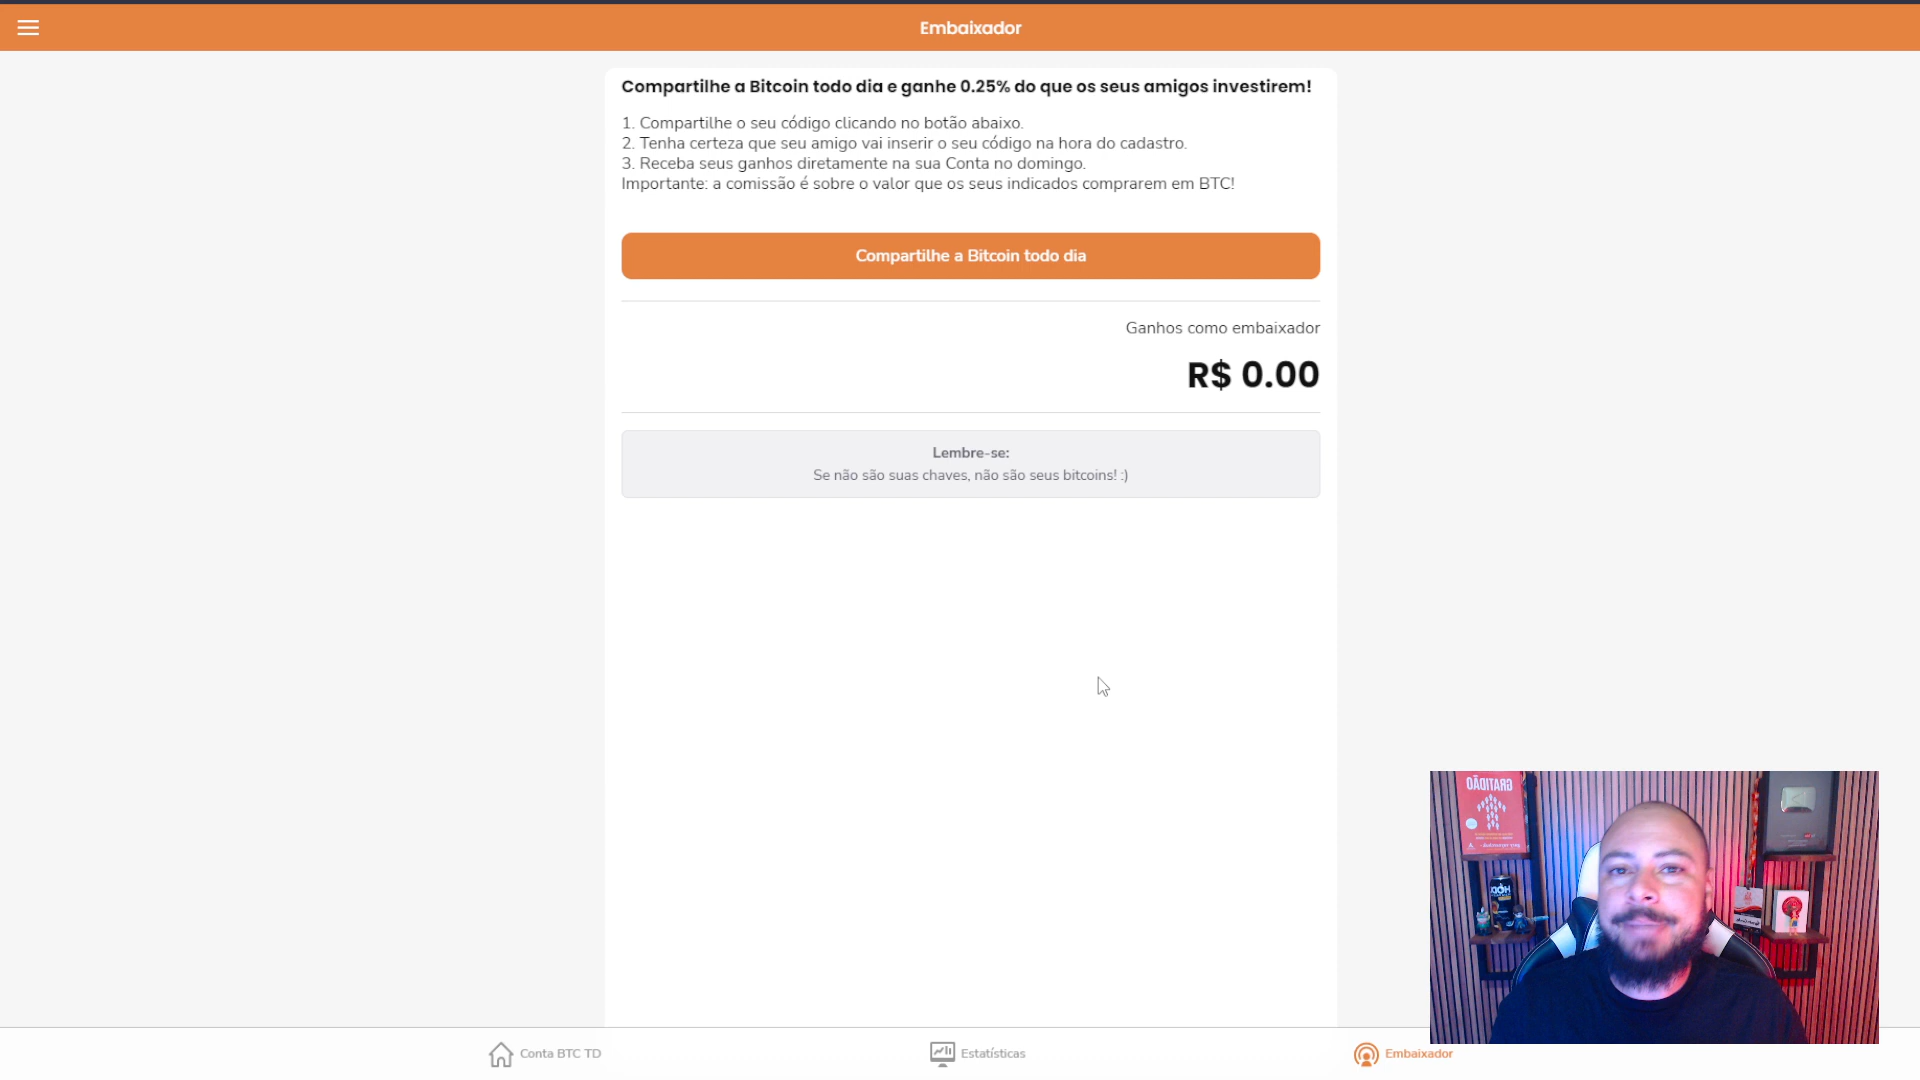 Embaixador
Compartilhe a Bitcoin todo dia e ganhe 0.25% do que os seus amigos investirem!
1. Compartilhe o seu código clicando no botão abaixo.
2. Tenha certeza que seu amigo vai inserir o seu código na hora do cadastro.
3. Receba seus ganhos diretamente na sua Conta no domingo.
Importante: a comissão é sobre o valor que os seus indicados comprarem em BTC!
Compartilhe a Bitcoin todo dia
Ganhos como embaixador
R$ 0.00
Lembre-se:
Se não são suas chaves, não são seus bitcoins! :)
GRATIDÃO
Conta BTC TD
Estatísticas
Embaixador